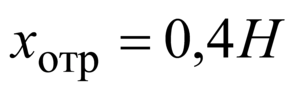 x_отр = 0,4H